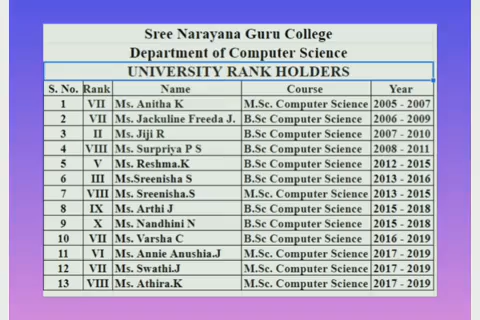 Sree Narayana Guru College
Department of Computer Science
UNIVERSITY RANK HOLDERS
S. No. Rank Name Course Year
1 VII Ms. Anitha K M.Sc. Computer Science 2005 - 2007
2 VII Ms. Jackuline Freeda J. B.Sc Computer Science 2006 - 2009
3 II Ms. Jiji R B.Sc Computer Science 2007 - 2010
4 VIII Ms. Surpriya P S B.Sc Computer Science 2008 - 2011
5 V Ms. Reshma.K B.Sc Computer Science 2012 - 2015
6 III Ms.Sreenisha S B.Sc Computer Science 2013 - 2016
7 VIII Ms. Sreenisha.S M.Sc. Computer Science 2013 - 2015
8 IX Ms. Arthi J B.Sc Computer Science 2015 - 2018
9 X Ms. Nandhini N B.Sc Computer Science 2015 - 2018
10 VII Ms. Varsha C B.Sc Computer Science 2016 - 2019
11 VI Ms. Annie Anushia.J M.Sc. Computer Science 2017 - 2019
12 VII Ms. Swathi.J M.Sc. Computer Science 2017 - 2019
13 VIII Ms. Athira.K M.Sc. Computer Science 2017 - 2019